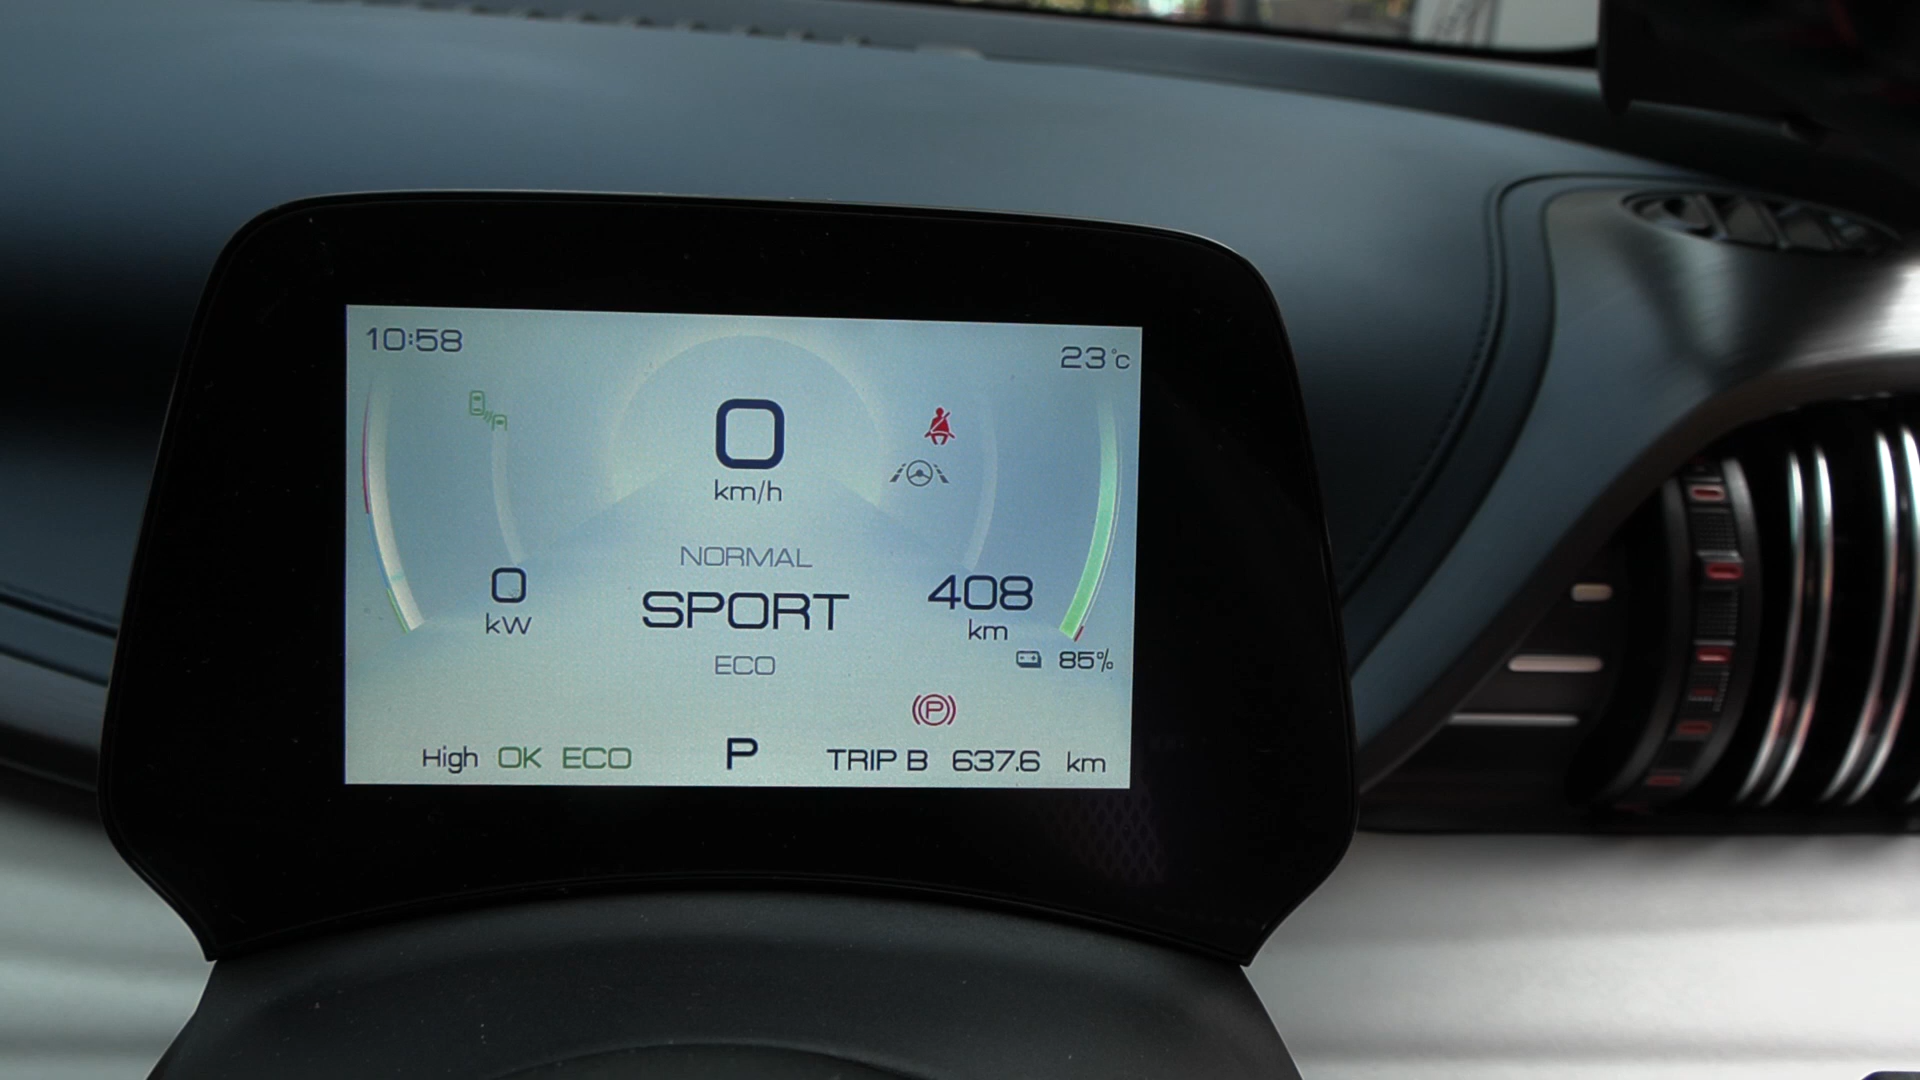 10:58
23°C
0
km/h
NORMAL
0
kW
SPORT
408
km
ECO
85%
P
High OK ECO
P
TRIP B 637.6 km